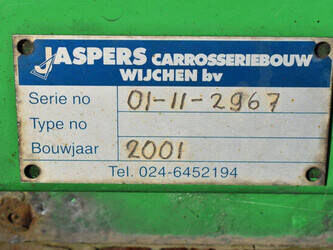 JASPERS CARROSSERIEBOUW
WIJCHEN bv
Serie no 01-11-2967
Type no
Bouwjaar 2001
Tel. 024-6452194